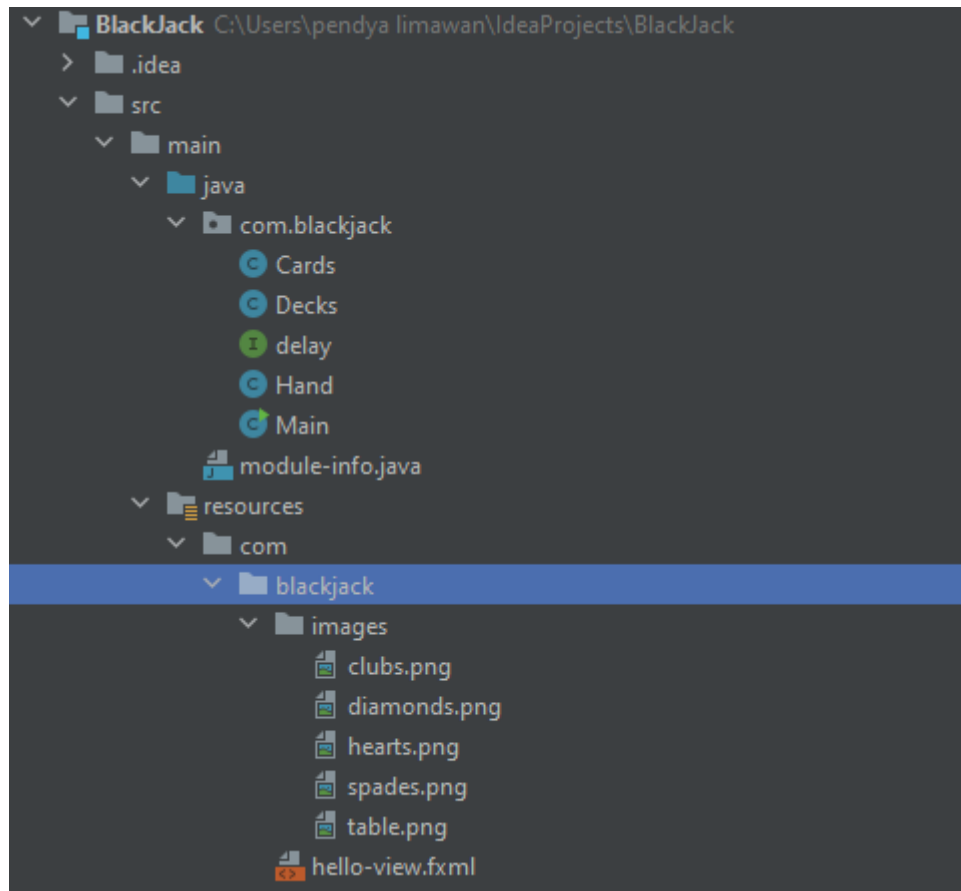 BlackJack C:\Users\pendya limawan\IdeaProjects\BlackJack
.idea
src
main
java
com.blackjack
C Cards
C Decks
I delay
C Hand
C Main
module-info.java
resources
com
blackjack
images
clubs.png
diamonds.png
hearts.png
spades.png
table.png
hello-view.fxml